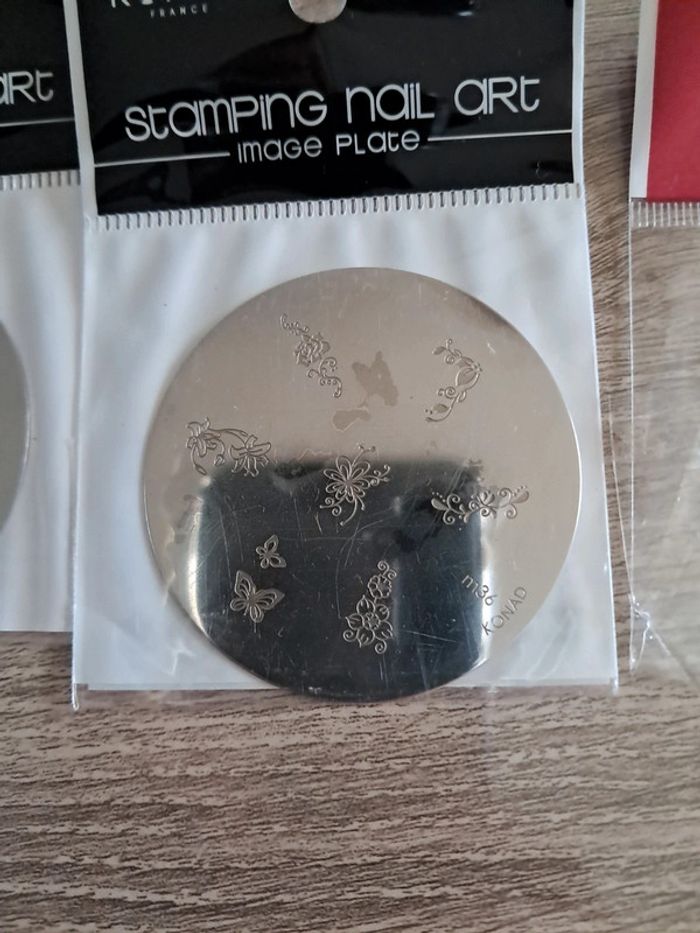 FRANCE
aRt
stamping nail art
image plate
m36
KONAD